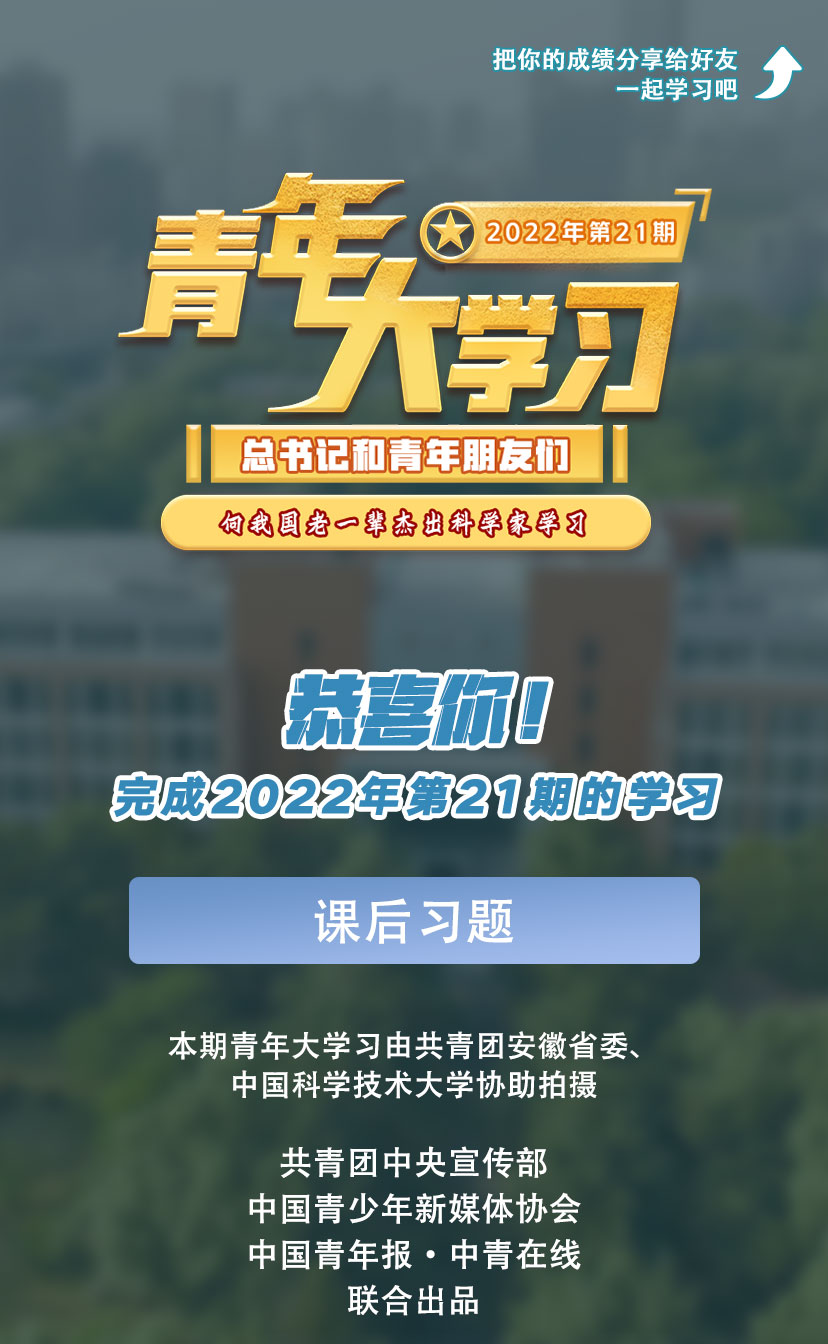 把你的成绩分享给好友
一起学习吧
2022年第21期
青年大学习
总书记和青年朋友们
向我国老一辈杰出科学家学习
恭喜你!
完成2022年第21期的学习
课后习题
本期青年大学习由共青团安徽省委、
中国科学技术大学协助拍摄
共青团中央宣传部
中国青少年新媒体协会
中国青年报·中青在线
联合出品